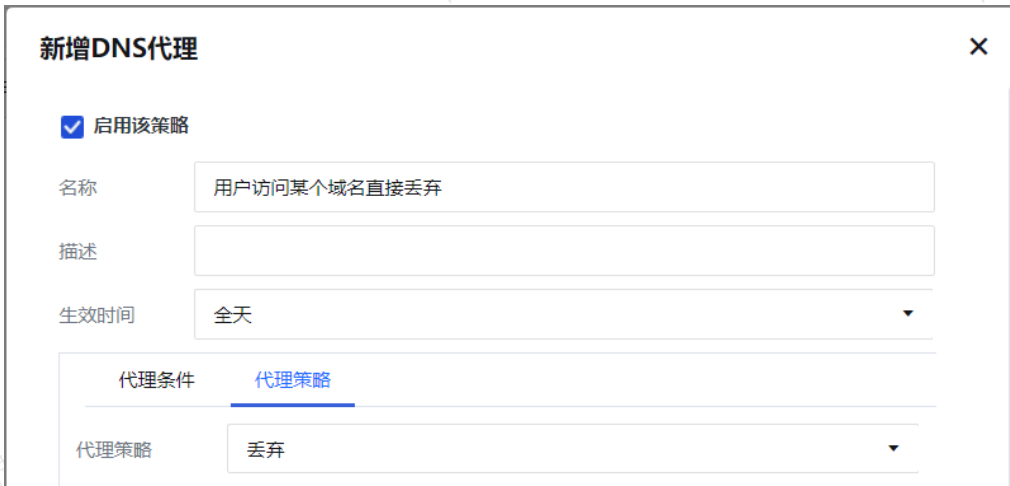 新增DNS代理
启用该策略
名称 用户访问某个域名直接丢弃
描述
生效时间 全天
代理条件 代理策略
代理策略 丢弃